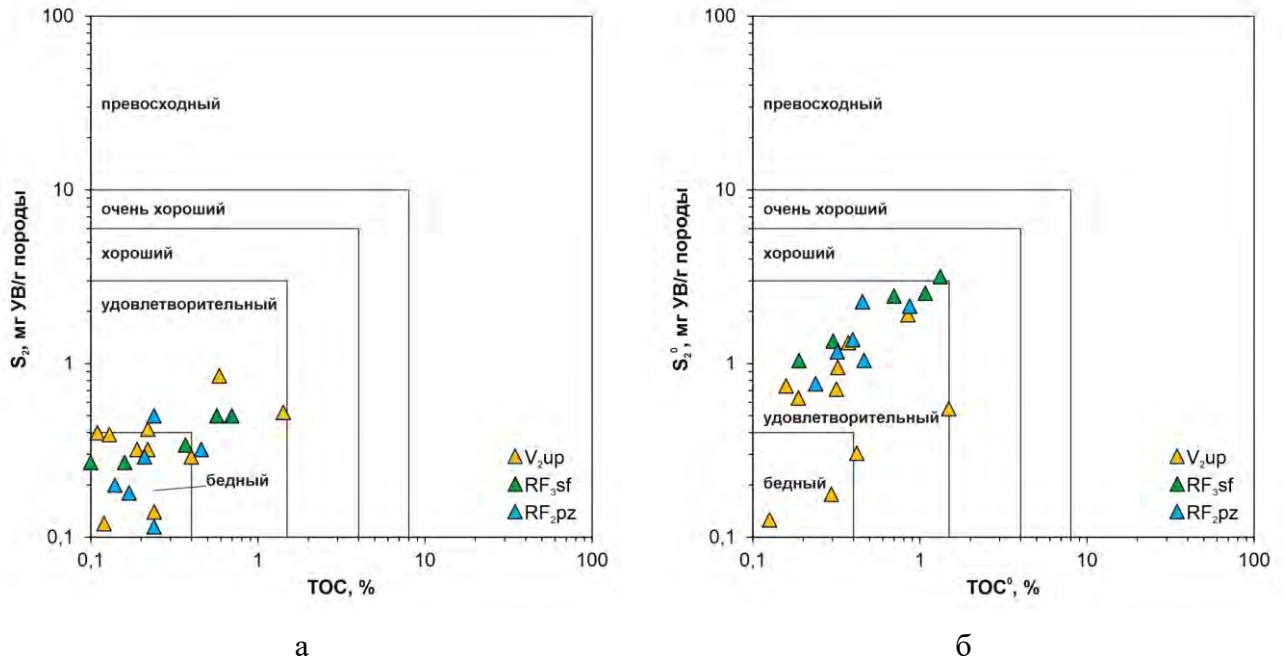 100
превосходный
10
очень хороший
хороший
удовлетворительный
1
бедный
0,1
0,1
1
10
100
S₂, мг УВ/г породы
TOC, %
V₂up
RF₃sf
RF₂pz
а
100
превосходный
10
очень хороший
хороший
1
удовлетворительный
бедный
0,1
0,1
1
10
100
S₂⁰, мг УВ/г породы
TOC⁰, %
V₂up
RF₃sf
RF₂pz
б